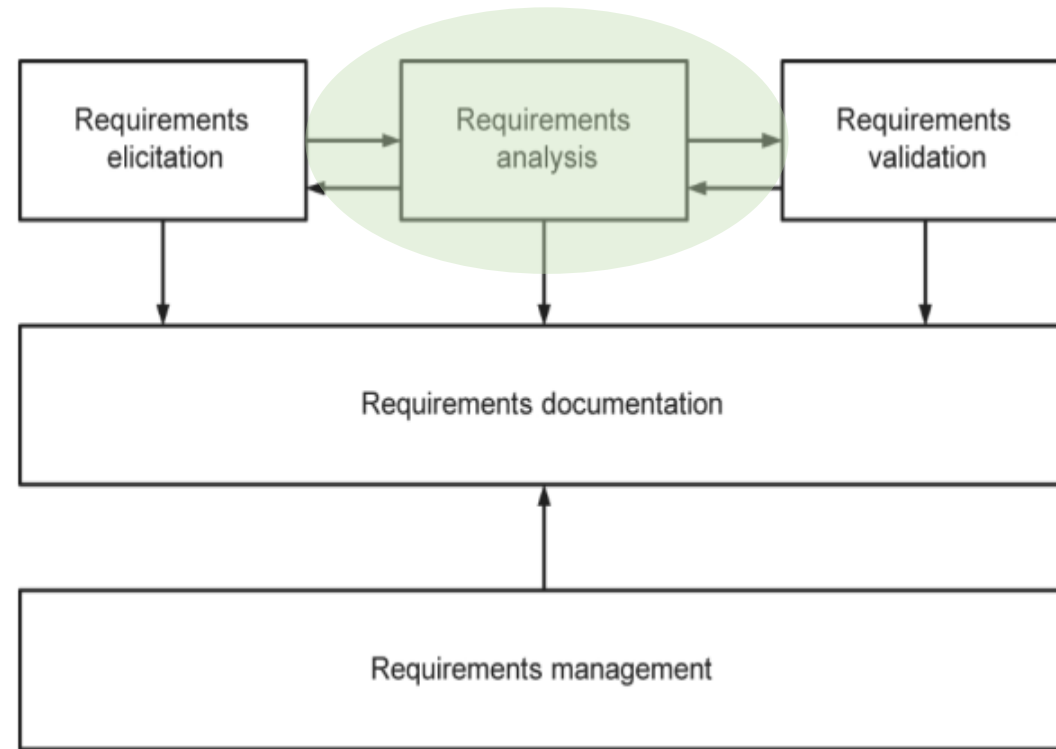 Requirements
elicitation
Requirements
analysis
Requirements
validation
Requirements documentation
Requirements management